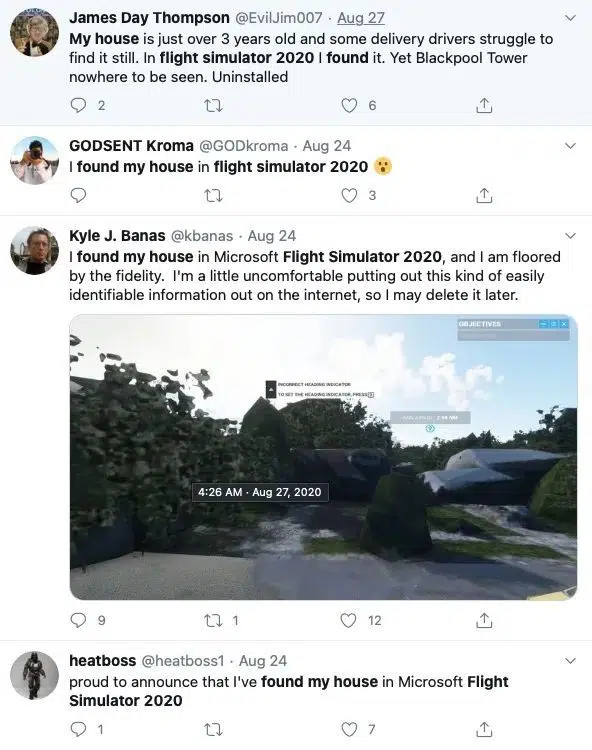 James Day Thompson @EvilJim007 · Aug 27
My house is just over 3 years old and some delivery drivers struggle to
find it still. In flight simulator 2020 I found it. Yet Blackpool Tower
nowhere to be seen. Uninstalled
2 6
GODSENT Kroma @GODkroma · Aug 24
I found my house in flight simulator 2020 😮
3
Kyle J. Banas @kbanas · Aug 24
I found my house in Microsoft Flight Simulator 2020, and I am floored
by the fidelity. I'm a little uncomfortable putting out this kind of easily
identifiable information out on the internet, so I may delete it later.
OBJECTIVES
INCORRECT HEADING INDICATOR
TO SET THE HEADING INDICATOR, PRESS
4:26 AM · Aug 27, 2020
9 1 12
heatboss @heatboss1 · Aug 24
proud to announce that I've found my house in Microsoft Flight
Simulator 2020
1 7